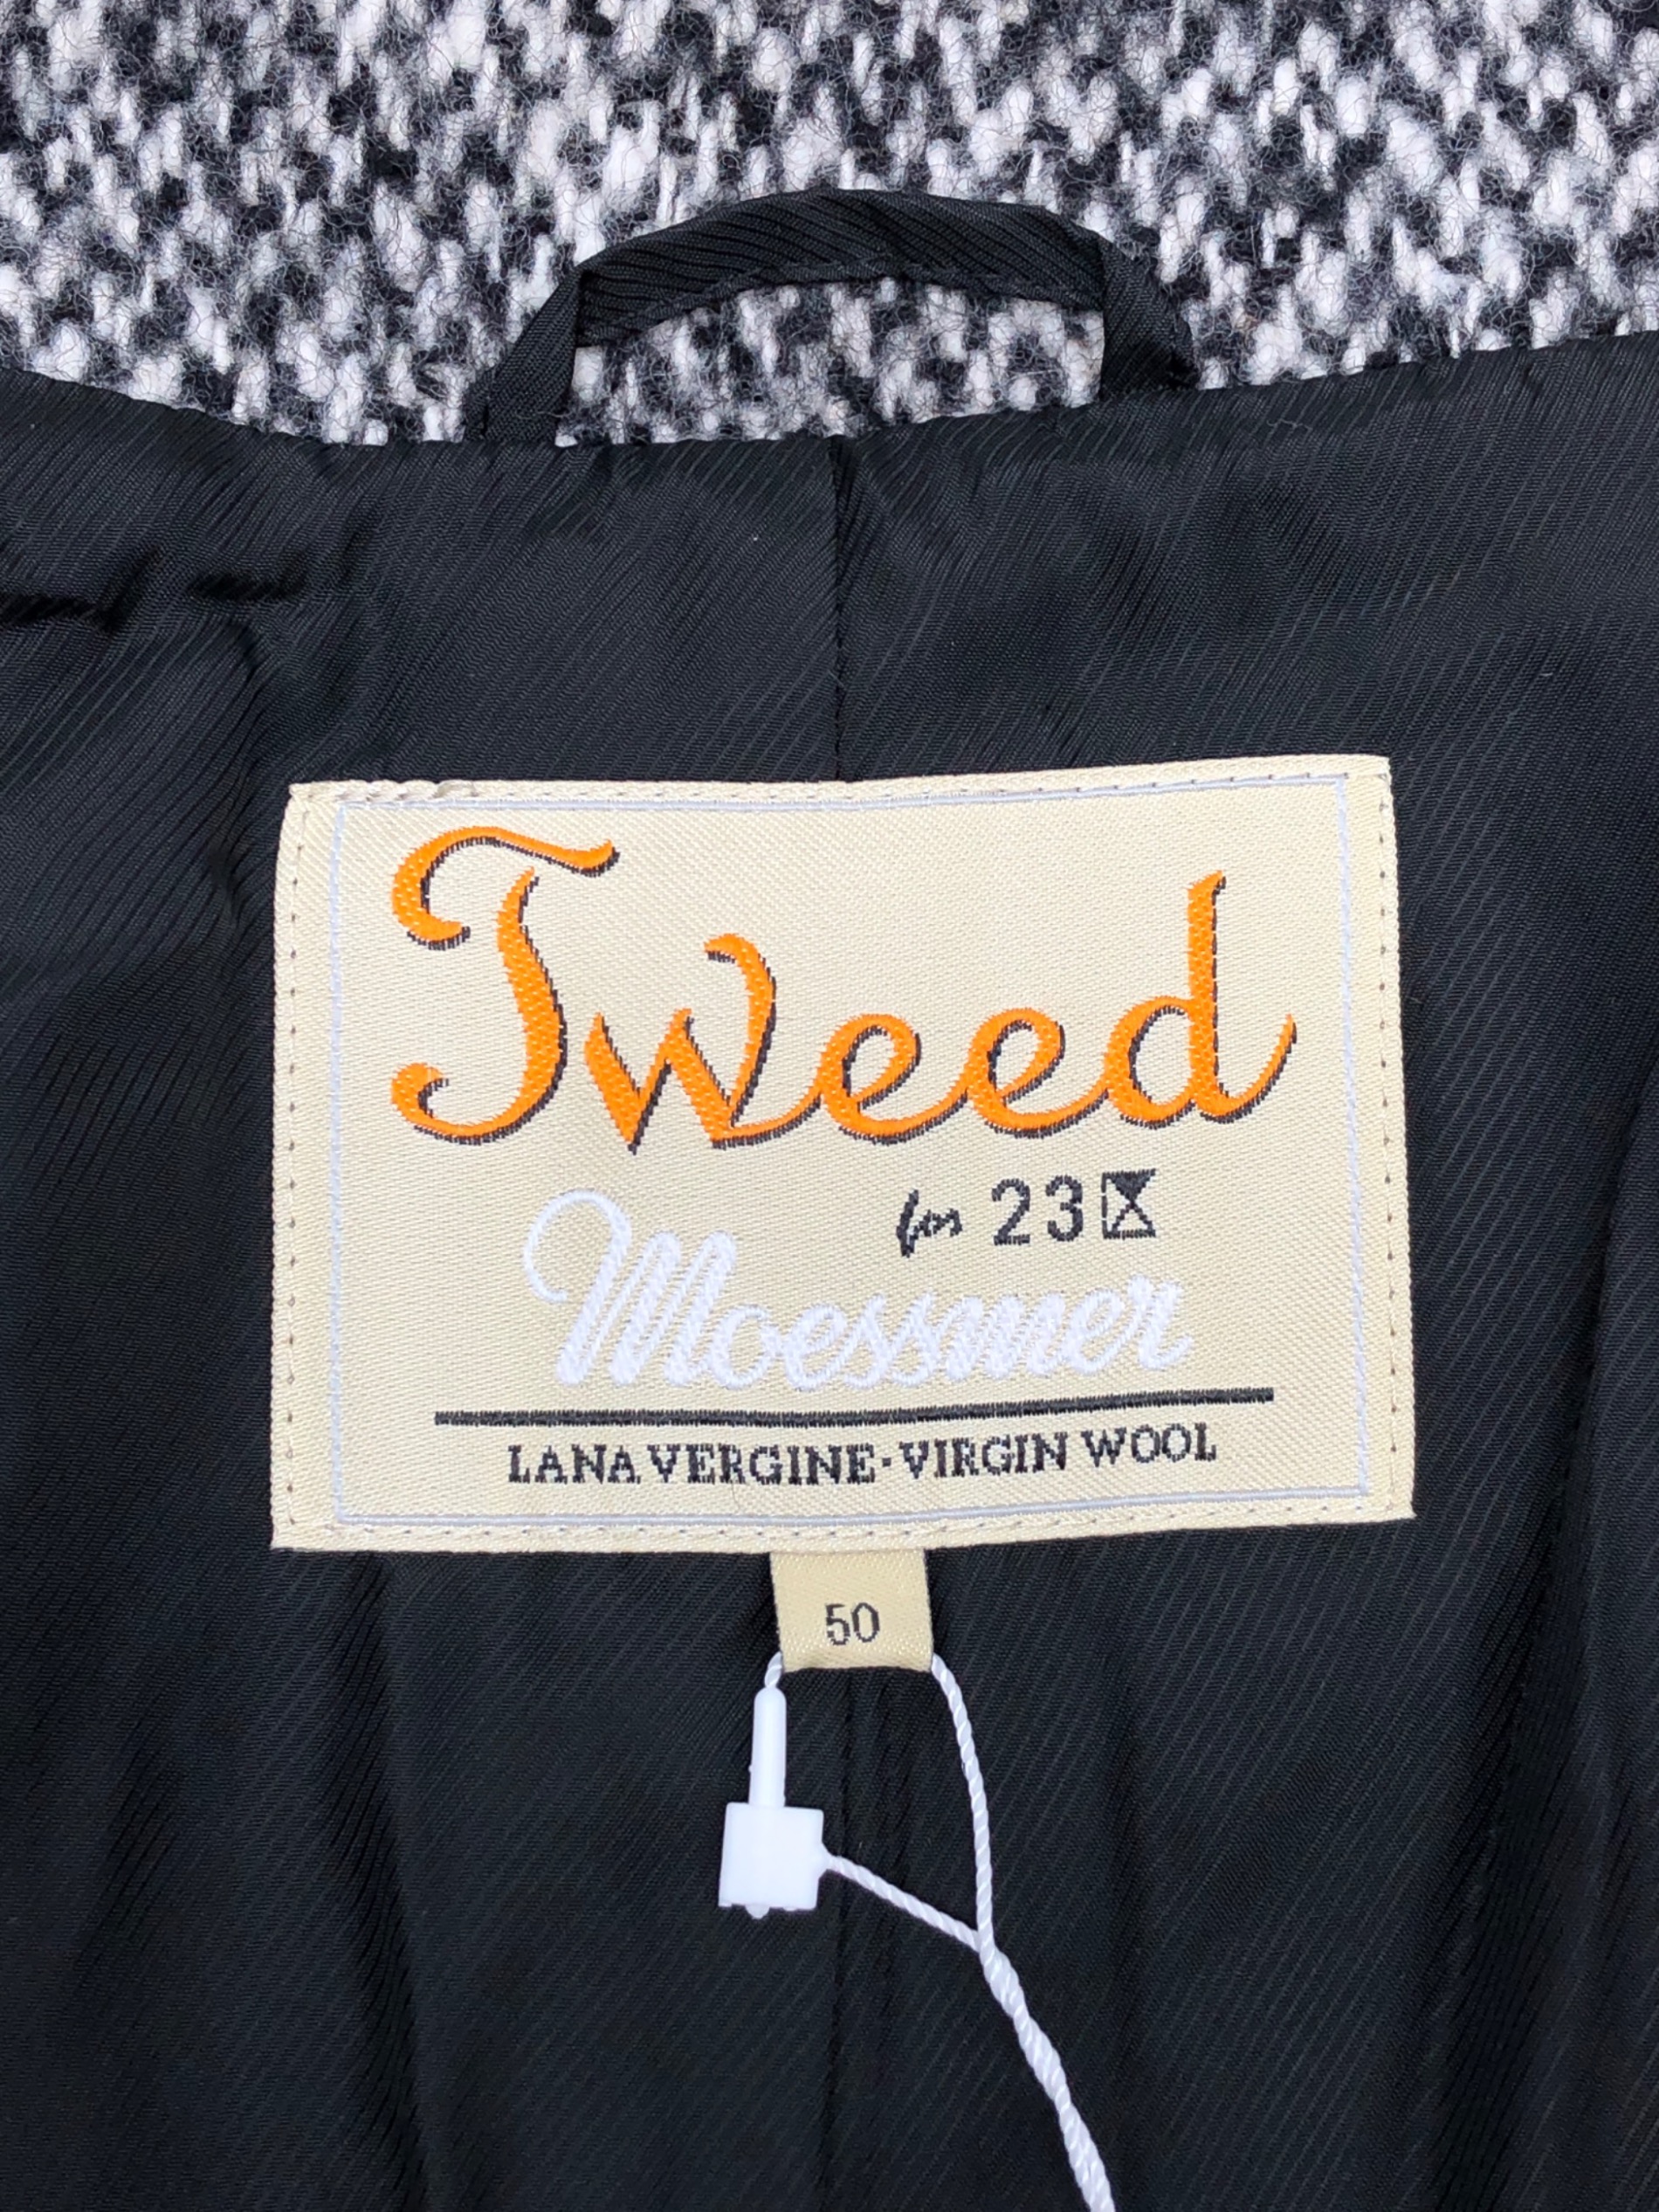 Tweed
for 23
Moessmer
LANA VERGINE·VIRGIN WOOL
50